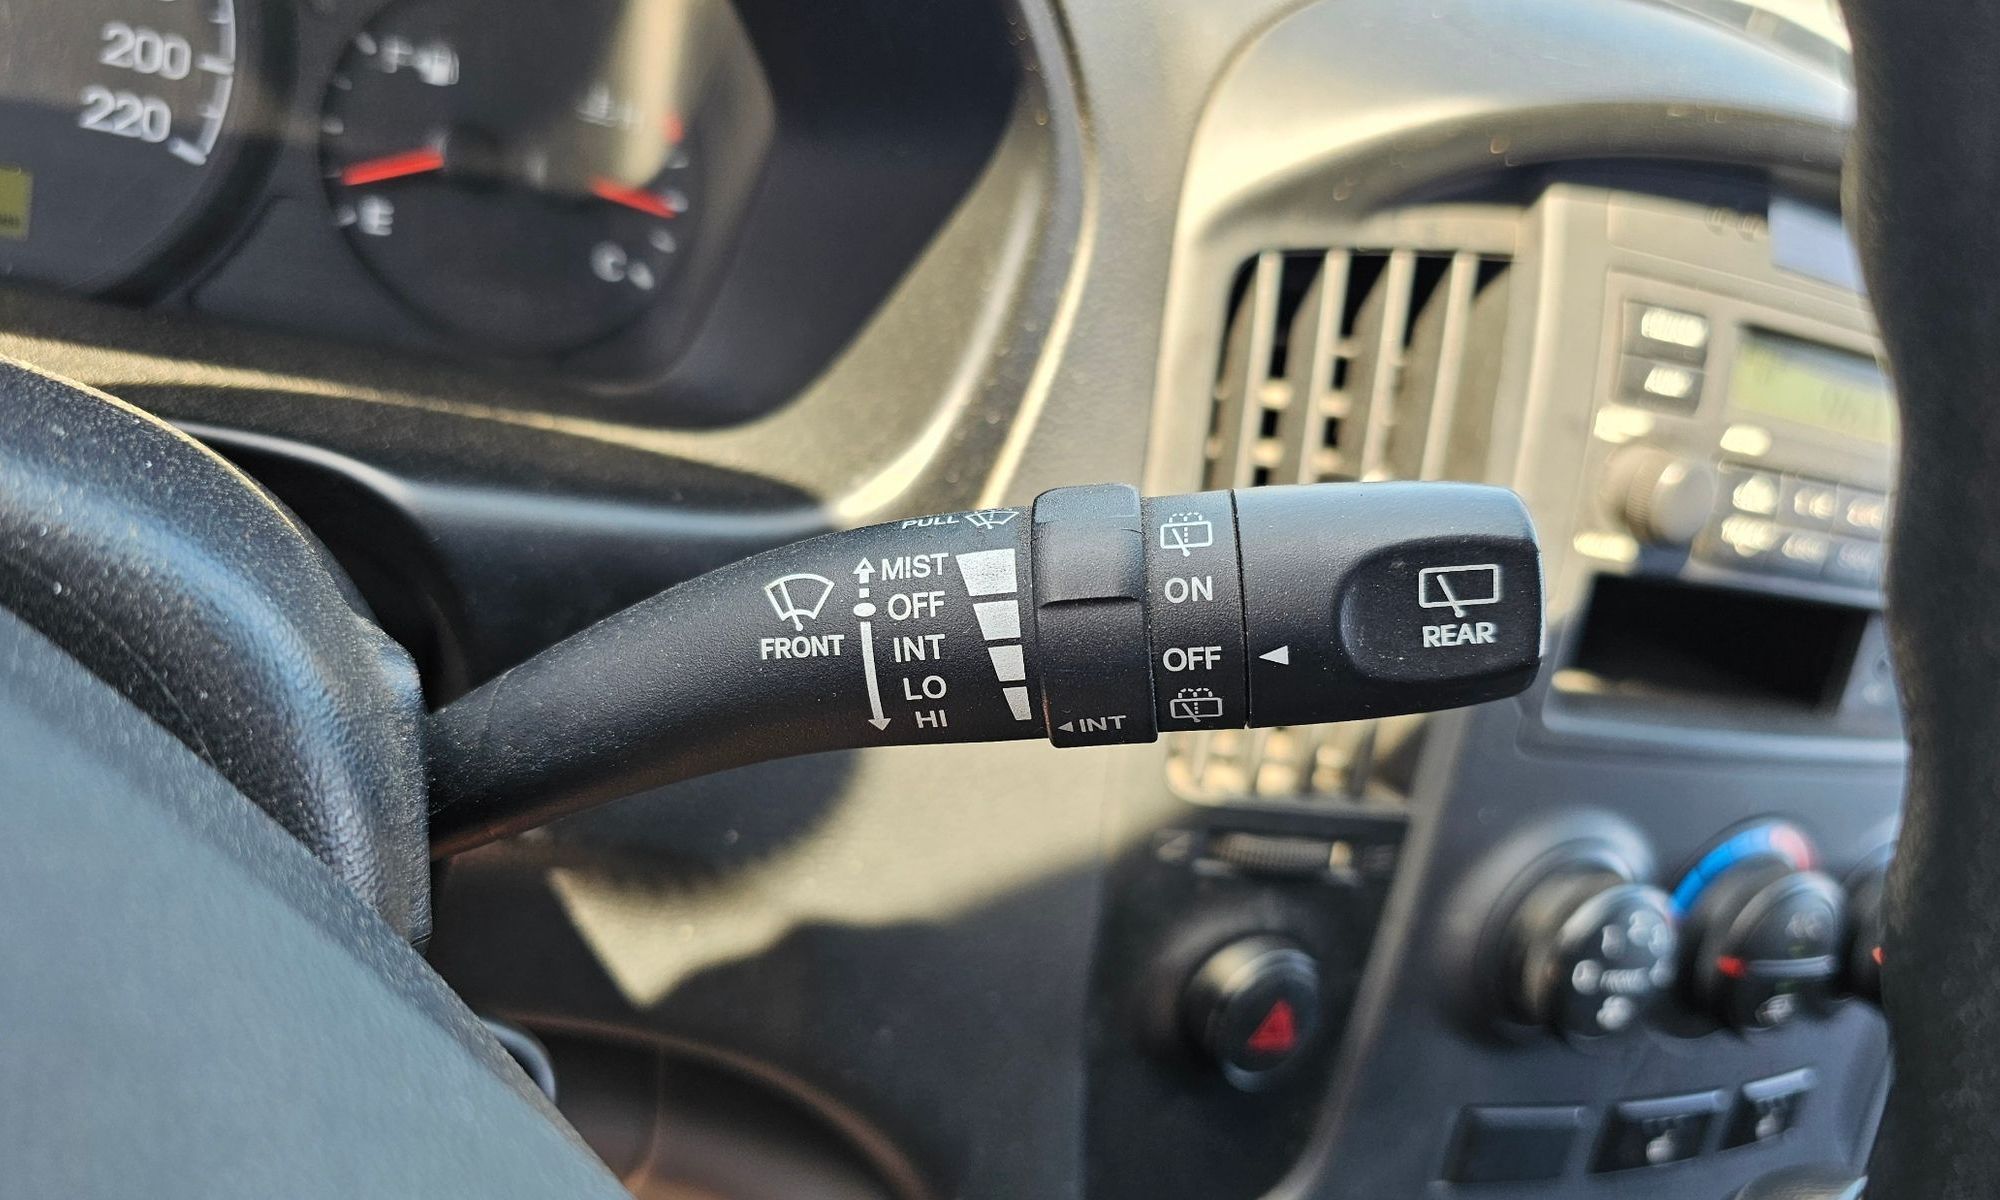 200
220
F
E
C
PULL
MIST
OFF
INT
LO
HI
FRONT
INT
ON
OFF
REAR